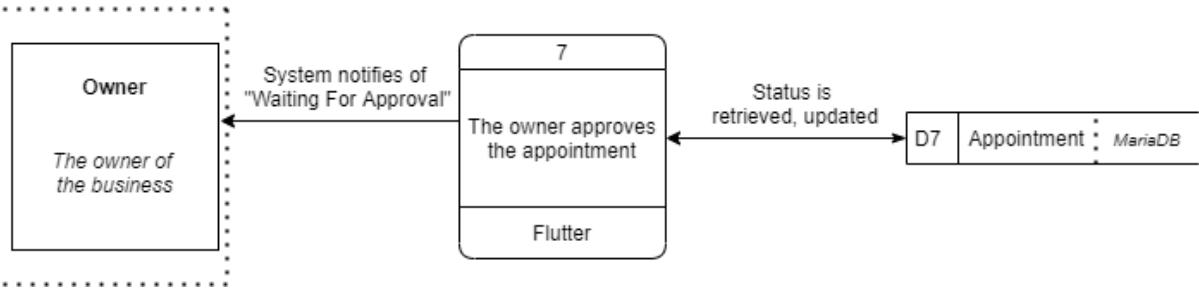 Owner
The owner of
the business
System notifies of
"Waiting For Approval"
7
The owner approves
the appointment
Flutter
Status is
retrieved, updated
D7 Appointment MariaDB